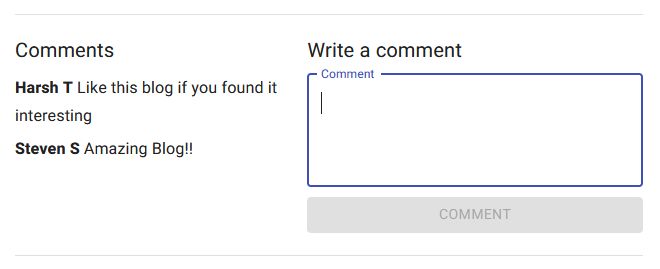 Comments
Harsh T Like this blog if you found it
interesting
Steven S Amazing Blog!!
Write a comment
Comment
COMMENT